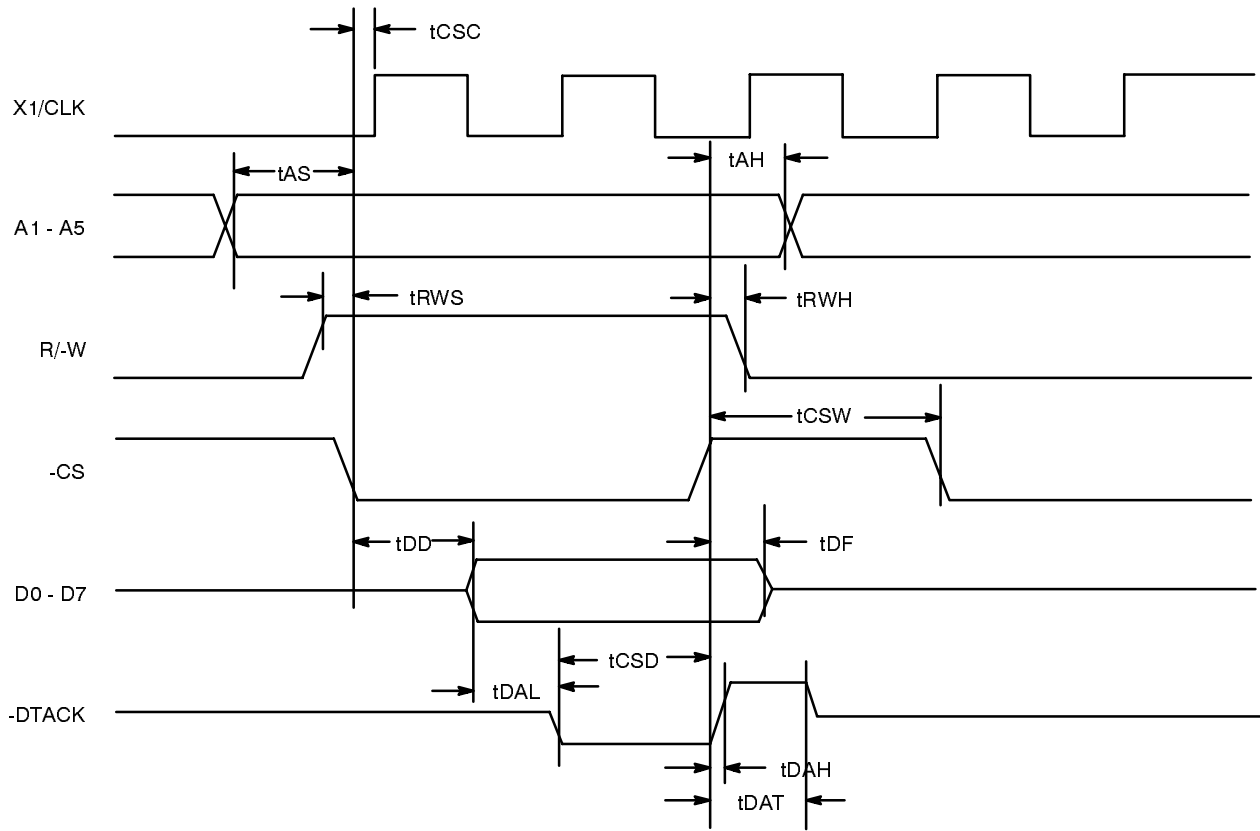 tCSC
X1/CLK
tAS
tAH
A1 - A5
tRWS
tRWH
R/-W
tCSW
-CS
tDD
tDF
D0 - D7
tCSD
tDAL
-DTACK
tDAH
tDAT